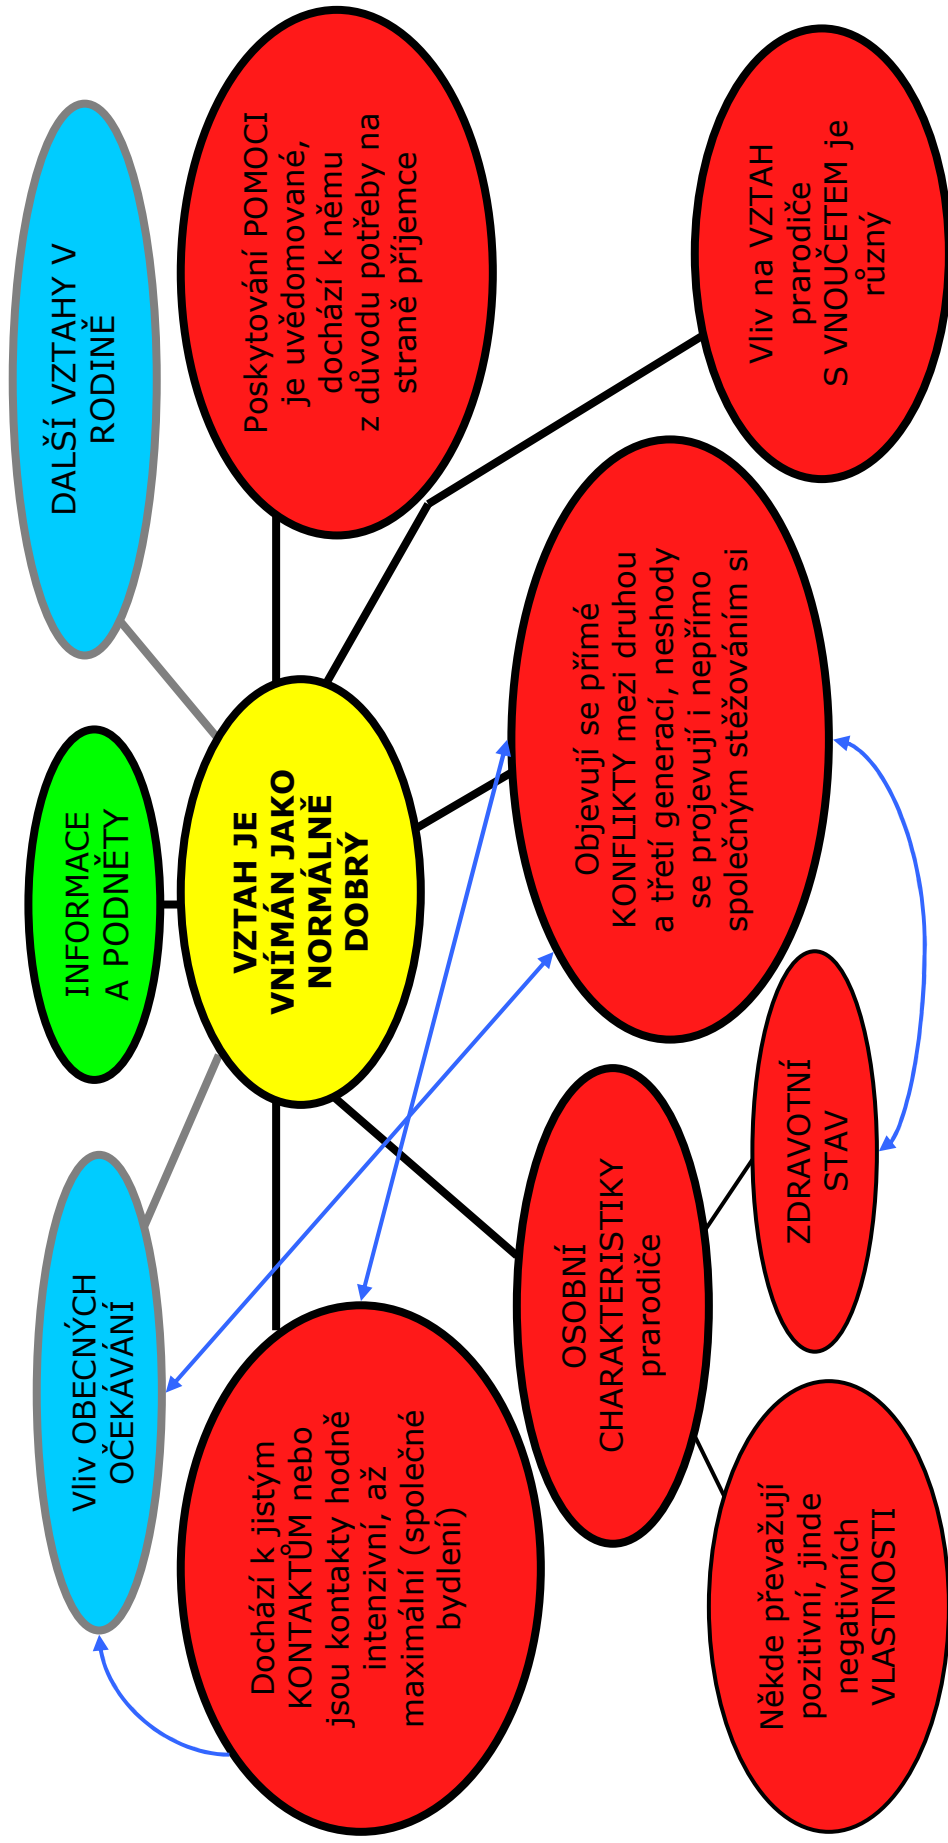 Vliv OBECNÝCH
OČEKÁVÁNÍ
INFORMACE
A PODNĚTY
DALŠÍ VZTAHY V
RODINĚ
Dochází k jistým
KONTAKTŮM nebo
jsou kontakty hodně
intenzivní, až
maximální (společné
bydlení)
VZTAH JE
VNÍMÁN JAKO
NORMÁLNĚ
DOBRÝ
Poskytování POMOCI
je uvědomované,
dochází k němu
z důvodu potřeby na
straně příjemce
OSOBNÍ
CHARAKTERISTIKY
prarodiče
Objevují se přímé
KONFLIKTY mezi druhou
a třetí generací, neshody
se projevují i nepřímo
společným stěžováním si
Někde převažují
pozitivní, jinde
negativních
VLASTNOSTI
ZDRAVOTNÍ
STAV
Vliv na VZTAH
prarodiče
S VNOUČETEM je
různý